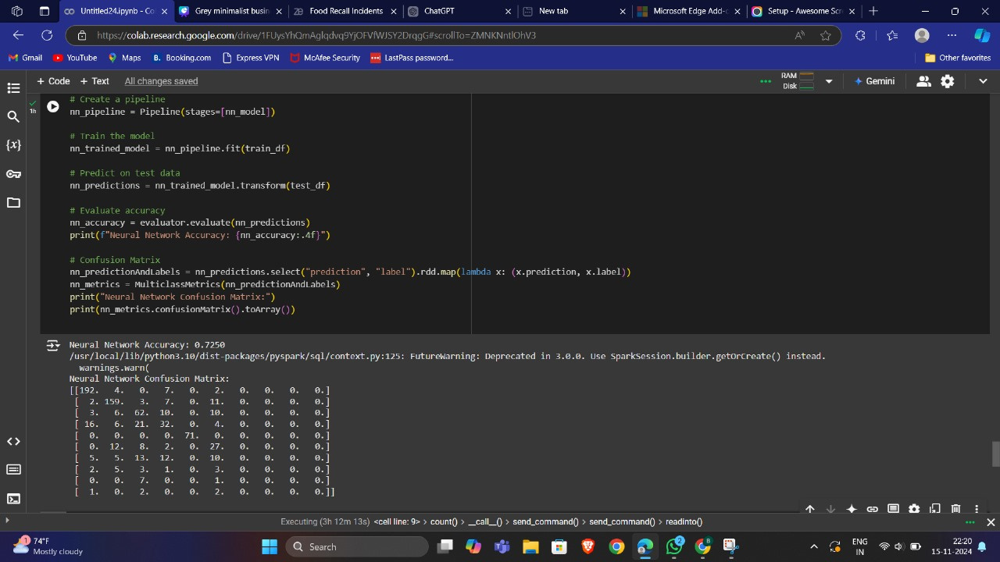 Untitled24.ipynb - Co
Grey minimalist busin
Food Recall Incidents
ChatGPT
New tab
Microsoft Edge Add
Setup - Awesome Scr
https://colab.research.google.com/drive/1FUysYhQmAglqdvq9YjOFVfWJSY2DrqgG#scrollTo=ZMNKNntlOhV3
Gmail
YouTube
Maps
B. Booking.com
Express VPN
McAfee Security
LastPass password...
Other favorites
+ Code + Text All changes saved
RAM
Disk
Gemini
1h
# Create a pipeline
nn_pipeline = Pipeline(stages=[nn_model])
# Train the model
nn_trained_model = nn_pipeline.fit(train_df)
# Predict on test data
nn_predictions = nn_trained_model.transform(test_df)
# Evaluate accuracy
nn_accuracy = evaluator.evaluate(nn_predictions)
print(f"Neural Network Accuracy: {nn_accuracy:.4f}")
# Confusion Matrix
nn_predictionAndLabels = nn_predictions.select("prediction", "label").rdd.map(lambda x: (x.prediction, x.label))
nn_metrics = MulticlassMetrics(nn_predictionAndLabels)
print("Neural Network Confusion Matrix:")
print(nn_metrics.confusionMatrix().toArray())
Neural Network Accuracy: 0.7250
/usr/local/lib/python3.10/dist-packages/pyspark/sql/context.py:125: FutureWarning: Deprecated in 3.0.0. Use SparkSession.builder.getOrCreate() instead.
warnings.warn(
Neural Network Confusion Matrix:
[[192. 4. 0. 7. 0. 2. 0. 0. 0. 0.]
[ 2. 159. 3. 7. 0. 11. 0. 0. 0. 0.]
[ 3. 6. 62. 10. 0. 10. 0. 0. 0. 0.]
[ 16. 6. 21. 32. 0. 4. 0. 0. 0. 0.]
[ 0. 0. 0. 0. 71. 0. 0. 0. 0. 0.]
[ 0. 12. 8. 2. 0. 27. 0. 0. 0. 0.]
[ 5. 5. 13. 12. 0. 10. 0. 0. 0. 0.]
[ 2. 5. 3. 1. 0. 3. 0. 0. 0. 0.]
[ 0. 0. 7. 0. 0. 1. 0. 0. 0. 0.]
[ 1. 0. 2. 0. 0. 2. 0. 0. 0. 0.]]
Executing (3h 12m 13s) <cell line: 9> > count() > __call__() > send_command() > send_command() > readinto()
1
74°F
Mostly cloudy
Search
2
ENG
IN
22:20
15-11-2024